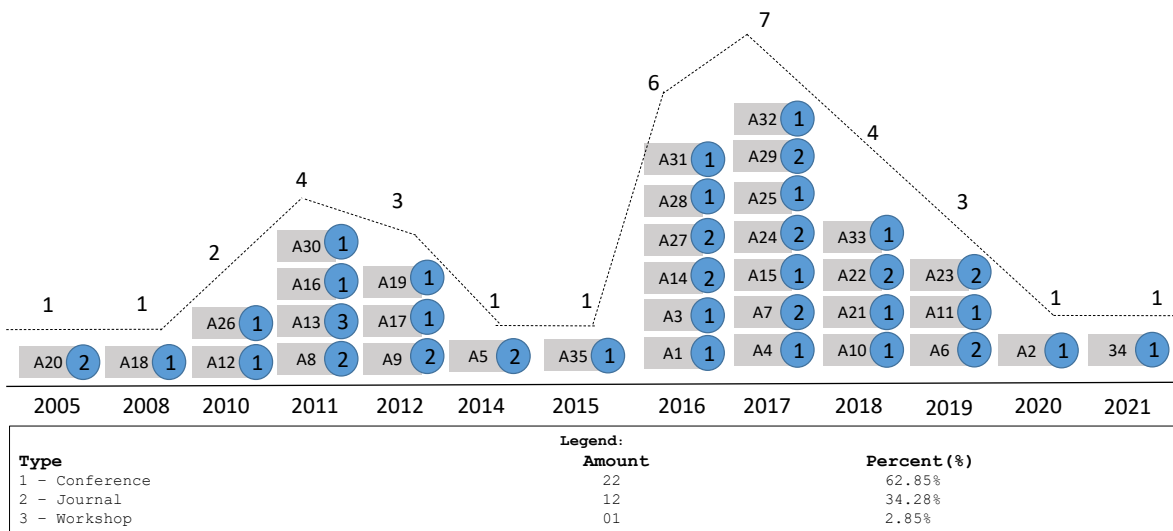 7
6
4
4
3
3
2
1
1
1
1
1
1
A32 1
A31 1
A29 2
A28 1
A25 1
A30 1
A27 2
A24 2
A33 1
A16 1
A19 1
A14 2
A15 1
A22 2
A23 2
A26 1
A13 3
A17 1
A3 1
A7 2
A21 1
A11 1
A20 2
A18 1
A12 1
A8 2
A9 2
A5 2
A35 1
A1 1
A4 1
A10 1
A6 2
A2 1
34 1
2005 2008 2010 2011 2012 2014 2015 2016 2017 2018 2019 2020 2021
Legend:
Type Amount Percent(%)
1 – Conference 22 62.85%
2 – Journal 12 34.28%
3 – Workshop 01 2.85%